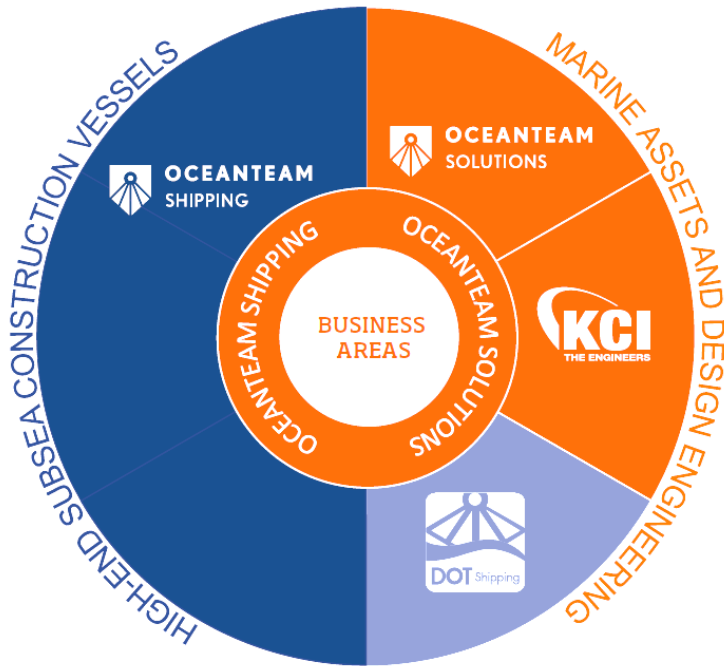 HIGH-END SUBSEA CONSTRUCTION VESSELS
MARINE ASSETS AND DESIGN ENGINEERING
OCEANTEAM
SHIPPING
OCEANTEAM
SOLUTIONS
OCEANTEAM SHIPPING
OCEANTEAM SOLUTIONS
BUSINESS
AREAS
KCI
THE ENGINEERS
DOT Shipping